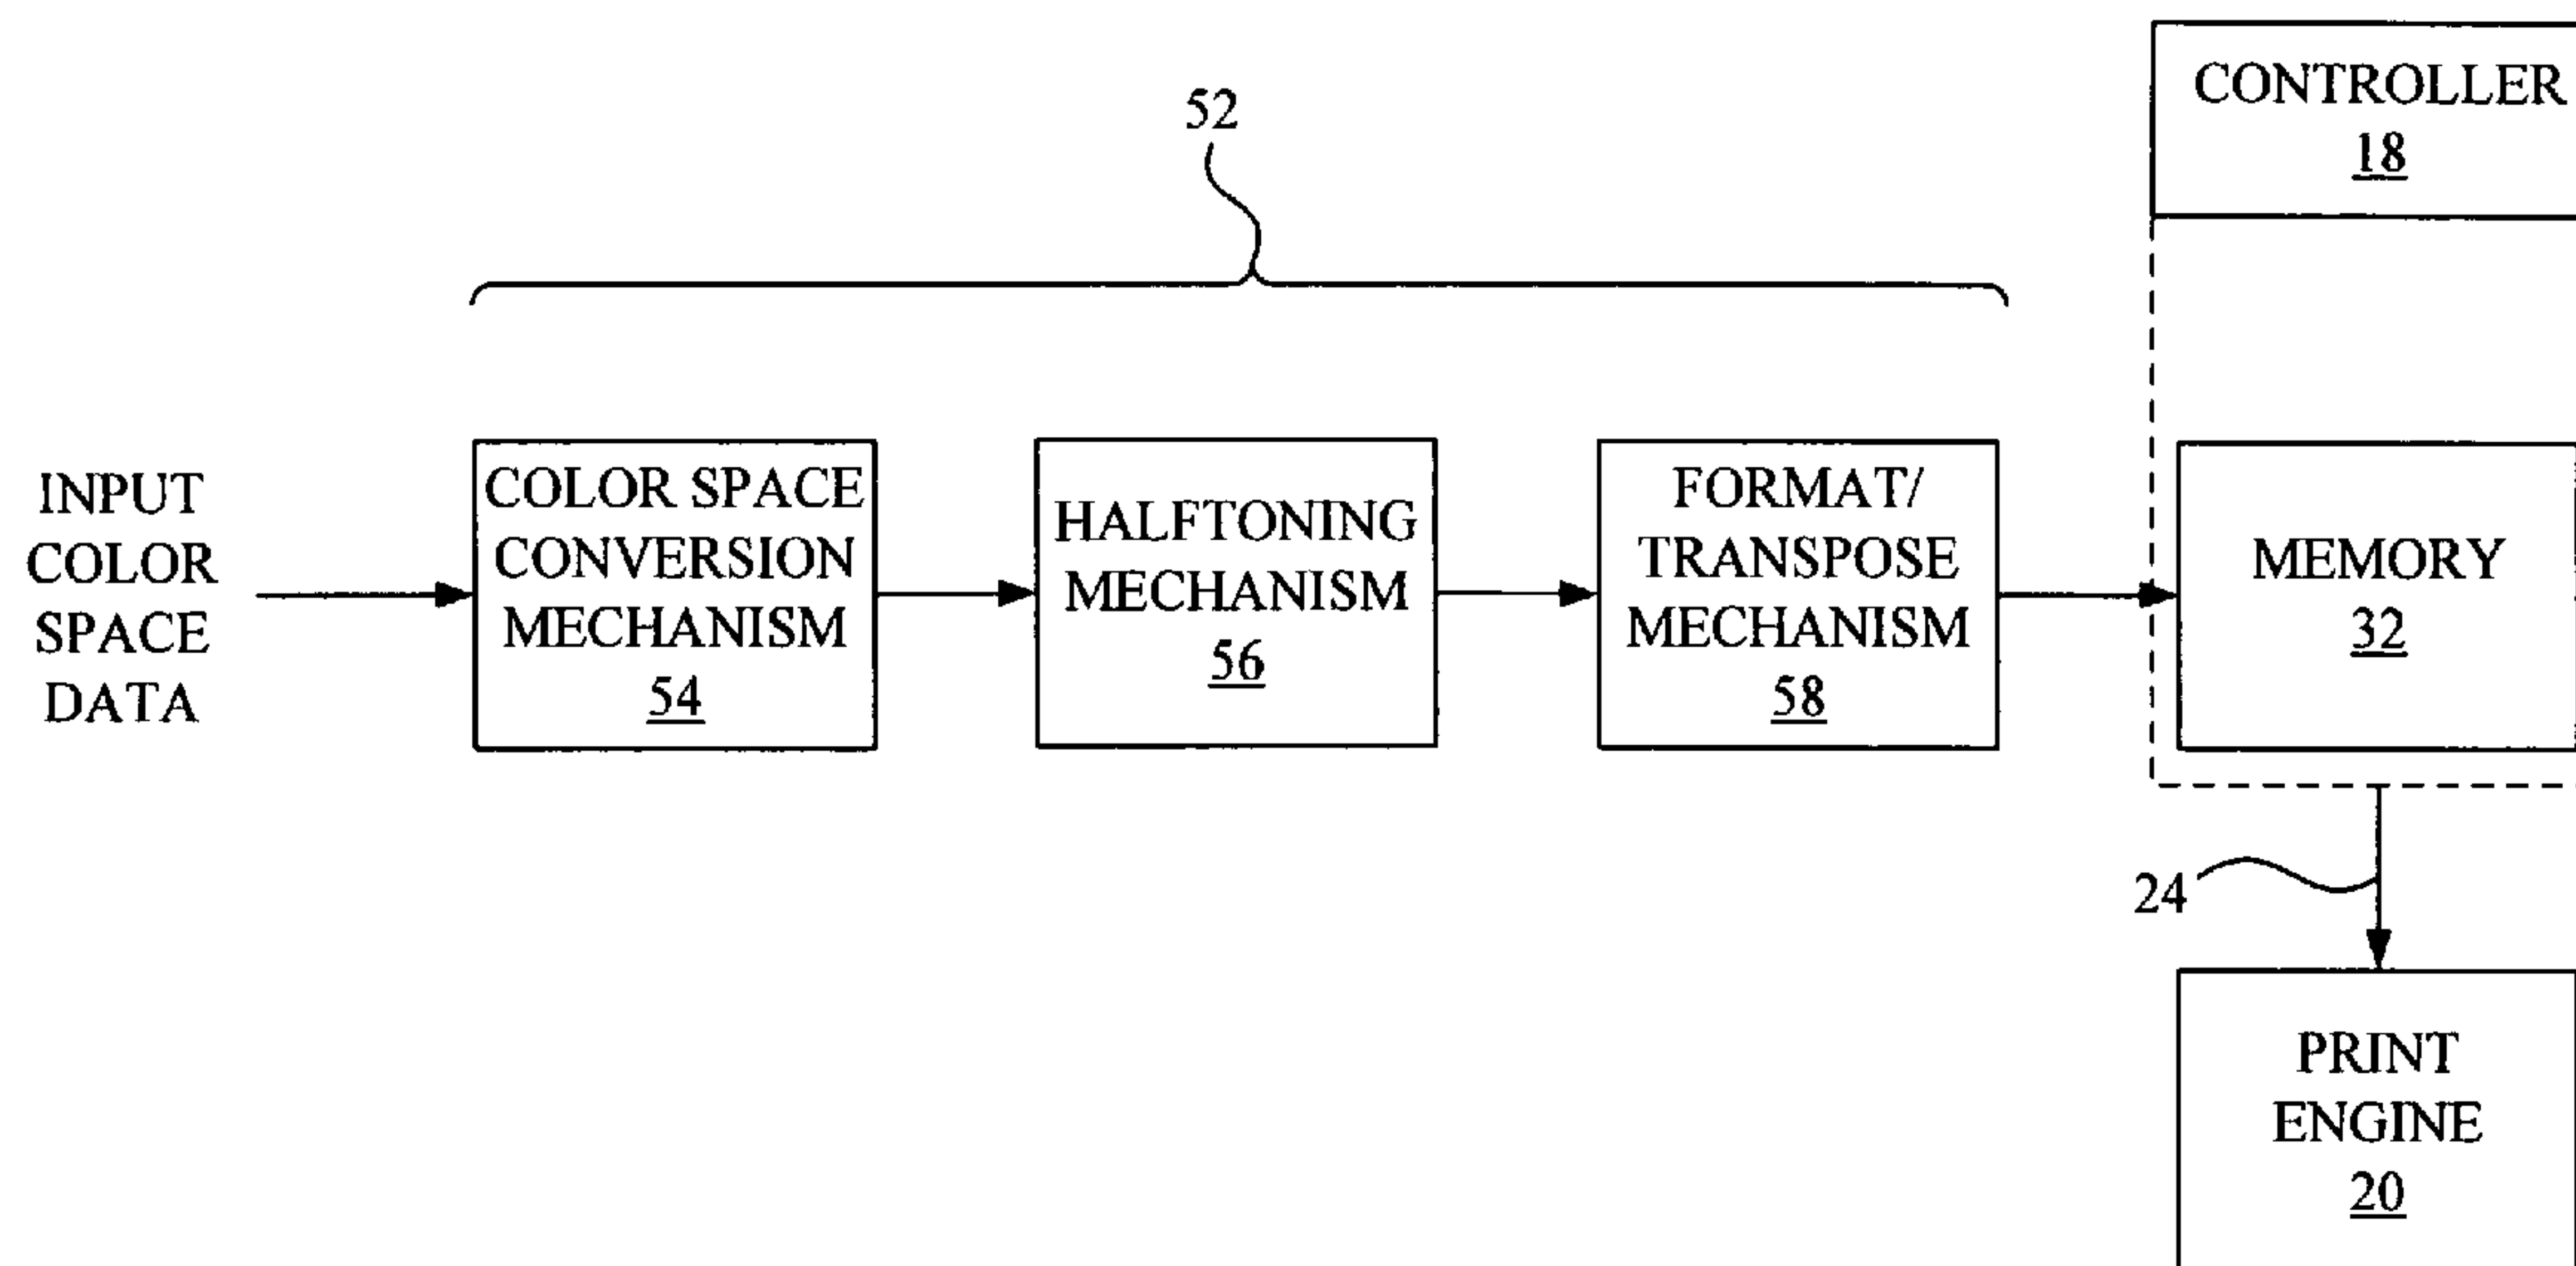 CONTROLLER
18
52
INPUT
COLOR
SPACE
DATA
COLOR SPACE
CONVERSION
MECHANISM
54
HALFTONING
MECHANISM
56
FORMAT/
TRANSPOSE
MECHANISM
58
MEMORY
32
24
PRINT
ENGINE
20